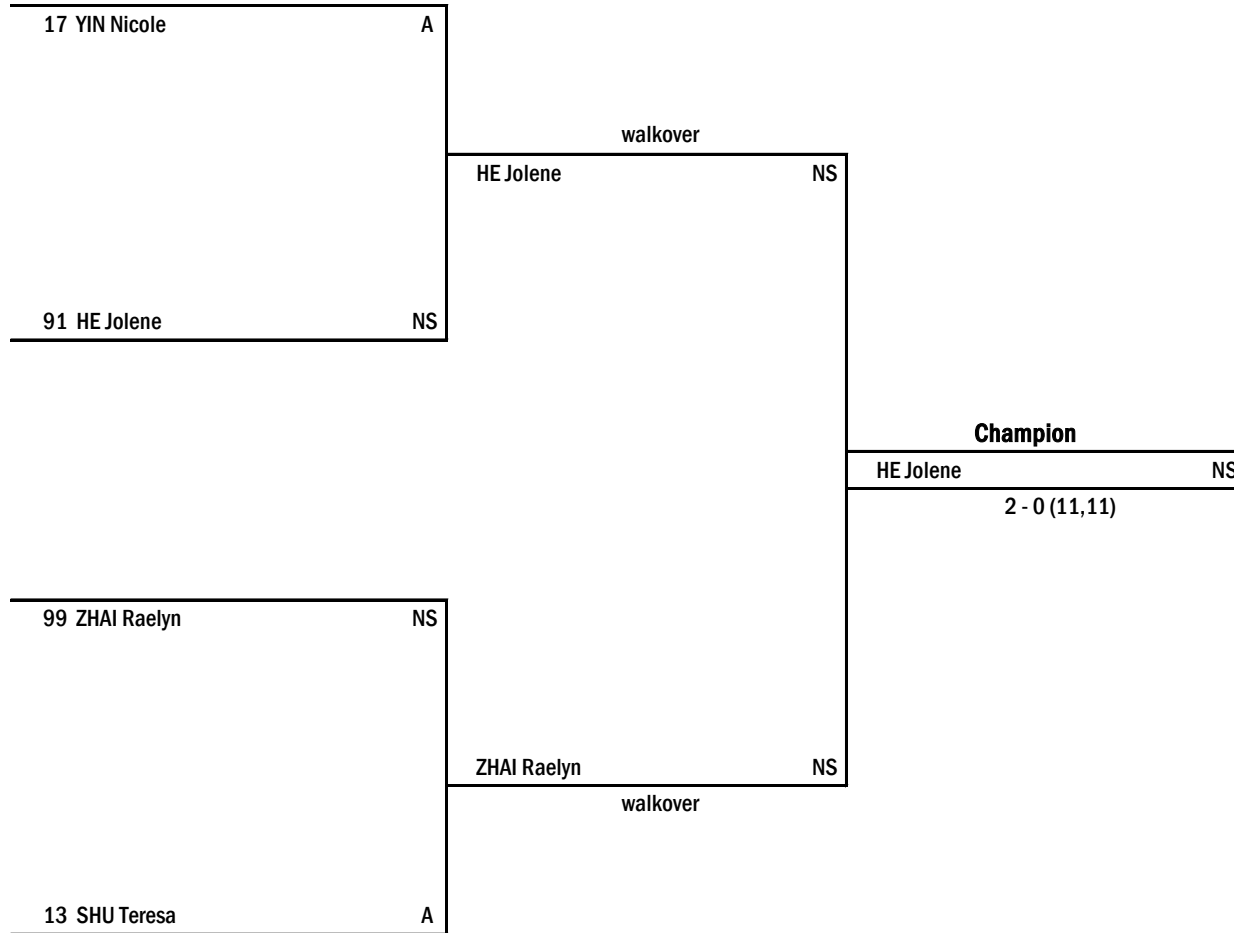 17 YIN Nicole A
walkover
HE Jolene NS
91 HE Jolene NS
Champion
HE Jolene NS
2 - 0 (11,11)
99 ZHAI Raelyn NS
ZHAI Raelyn NS
walkover
13 SHU Teresa A